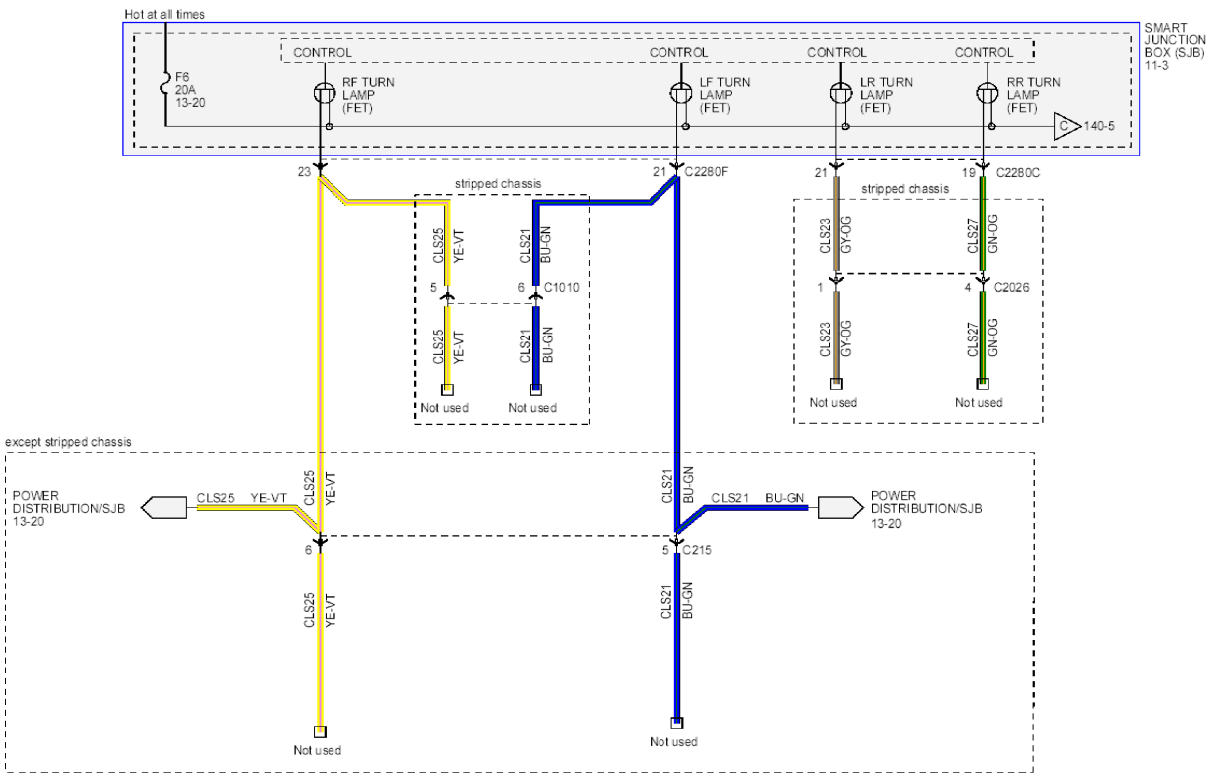 Hot at all times
SMART
JUNCTION
BOX (SJB)
11-3
CONTROL
CONTROL
CONTROL
CONTROL
F6
20A
13-20
RF TURN
LAMP
(FET)
LF TURN
LAMP
(FET)
LR TURN
LAMP
(FET)
RR TURN
LAMP
(FET)
C
140-5
23
21
C2280F
21
19
C2280C
stripped chassis
stripped chassis
CLS25
YE-VT
CLS21
BU-GN
CLS23
GY-OG
CLS27
GN-OG
5
6
C1010
1
4
C2026
CLS25
YE-VT
CLS21
BU-GN
CLS23
GY-OG
CLS27
GN-OG
Not used
Not used
Not used
Not used
except stripped chassis
POWER
DISTRIBUTION/SJB
13-20
CLS25
YE-VT
CLS25
YE-VT
CLS21
BU-GN
CLS21
BU-GN
POWER
DISTRIBUTION/SJB
13-20
6
5
C215
CLS25
YE-VT
CLS21
BU-GN
Not used
Not used